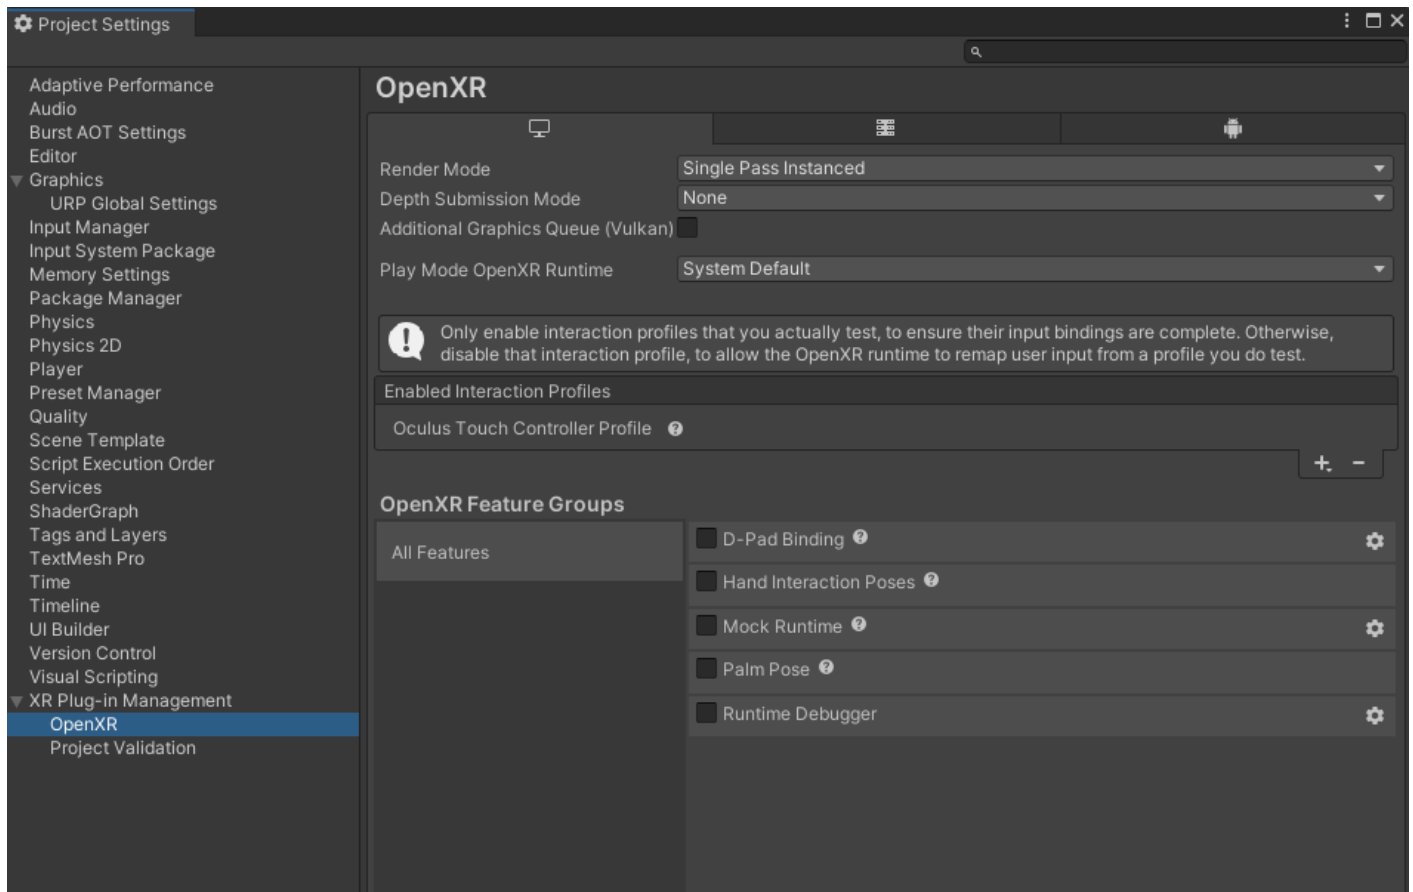 Project Settings
Adaptive Performance
Audio
Burst AOT Settings
Editor
Graphics
URP Global Settings
Input Manager
Input System Package
Memory Settings
Package Manager
Physics
Physics 2D
Player
Preset Manager
Quality
Scene Template
Script Execution Order
Services
ShaderGraph
Tags and Layers
TextMesh Pro
Time
Timeline
UI Builder
Version Control
Visual Scripting
XR Plug-in Management
OpenXR
Project Validation
OpenXR
Render Mode Single Pass Instanced
Depth Submission Mode None
Additional Graphics Queue (Vulkan)
Play Mode OpenXR Runtime System Default
Only enable interaction profiles that you actually test, to ensure their input bindings are complete. Otherwise,
disable that interaction profile, to allow the OpenXR runtime to remap user input from a profile you do test.
Enabled Interaction Profiles
Oculus Touch Controller Profile
OpenXR Feature Groups
All Features
D-Pad Binding
Hand Interaction Poses
Mock Runtime
Palm Pose
Runtime Debugger